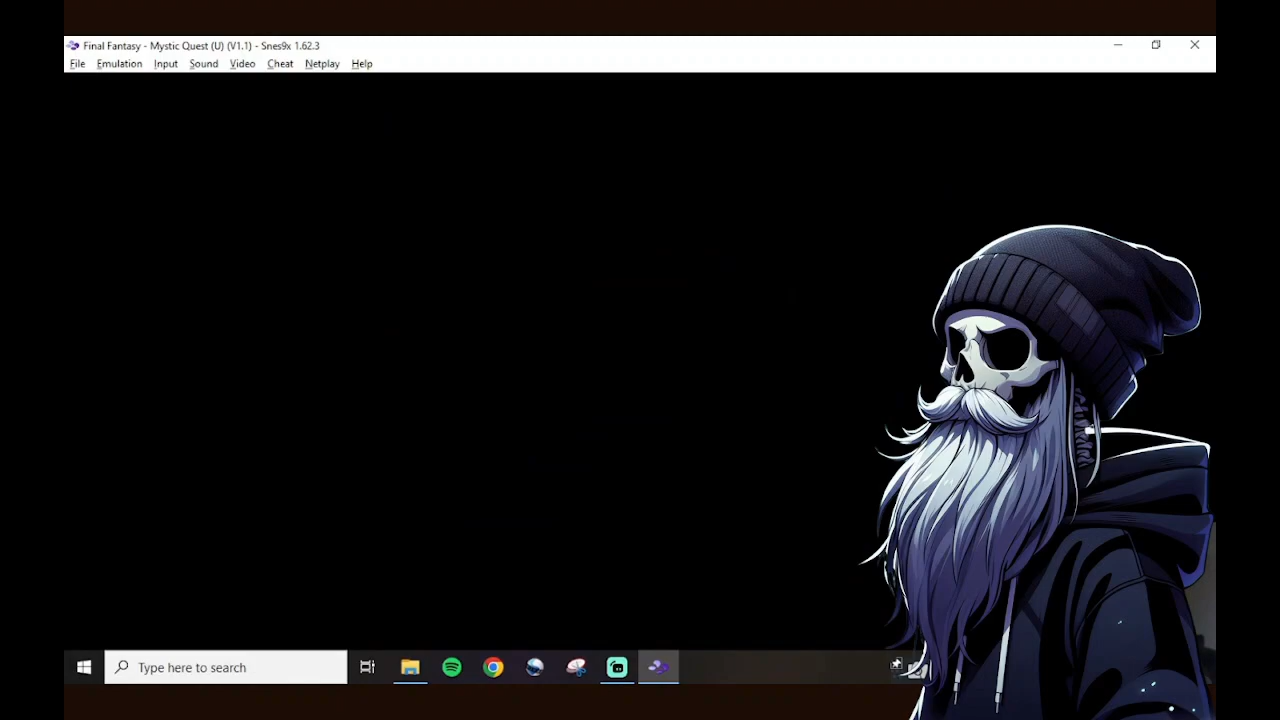 Final Fantasy - Mystic Quest (U) (V1.1) - Snes9x 1.62.3
File Emulation Input Sound Video Cheat Netplay Help
Type here to search